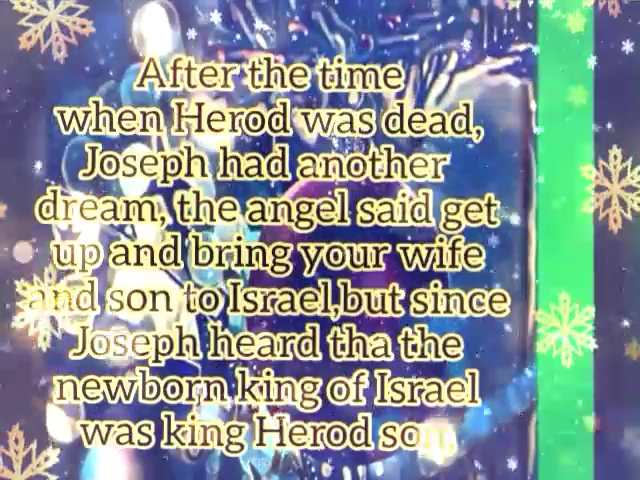 After the time
when Herod was dead,
Joseph had another
dream, the angel said get
up and bring your wife
and son to Israel,but since
Joseph heard tha the
newborn king of Israel
was king Herod son,